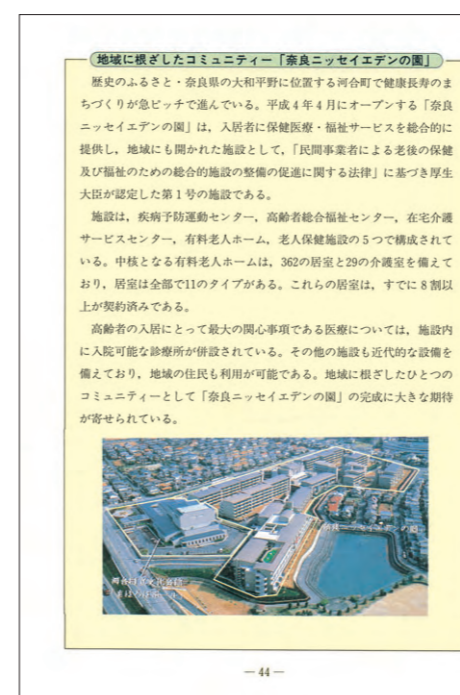 地域に根ざしたコミュニティー「奈良ニッセイエデンの園」
歴史のふるさと・奈良県の大和平野に位置する河合町で健康長寿のま
ちづくりが急ピッチで進んでいる。平成4年4月にオープンする「奈良
ニッセイエデンの園」は，入居者に保健医療・福祉サービスを総合的に
提供し，地域にも開かれた施設として，「民間事業者による老後の保健
及び福祉のための総合的施設の整備の促進に関する法律」に基づき厚生
大臣が認定した第1号の施設である。
施設は，疾病予防運動センター，高齢者総合福祉センター，在宅介護
サービスセンター，有料老人ホーム，老人保健施設の5つで構成されて
いる。中核となる有料老人ホームは，362の居室と29の介護室を備えて
おり，居室は全部で11のタイプがある。これらの居室は，すでに8割以
上が契約済みである。
高齢者の入居にとって最大の関心事項である医療については，施設内
に入院可能な診療所が併設されている。その他の施設も近代的な設備を
備えており，地域の住民も利用が可能である。地域に根ざしたひとつの
コミュニティーとして「奈良ニッセイエデンの園」の完成に大きな期待
が寄せられている。
— 44 —